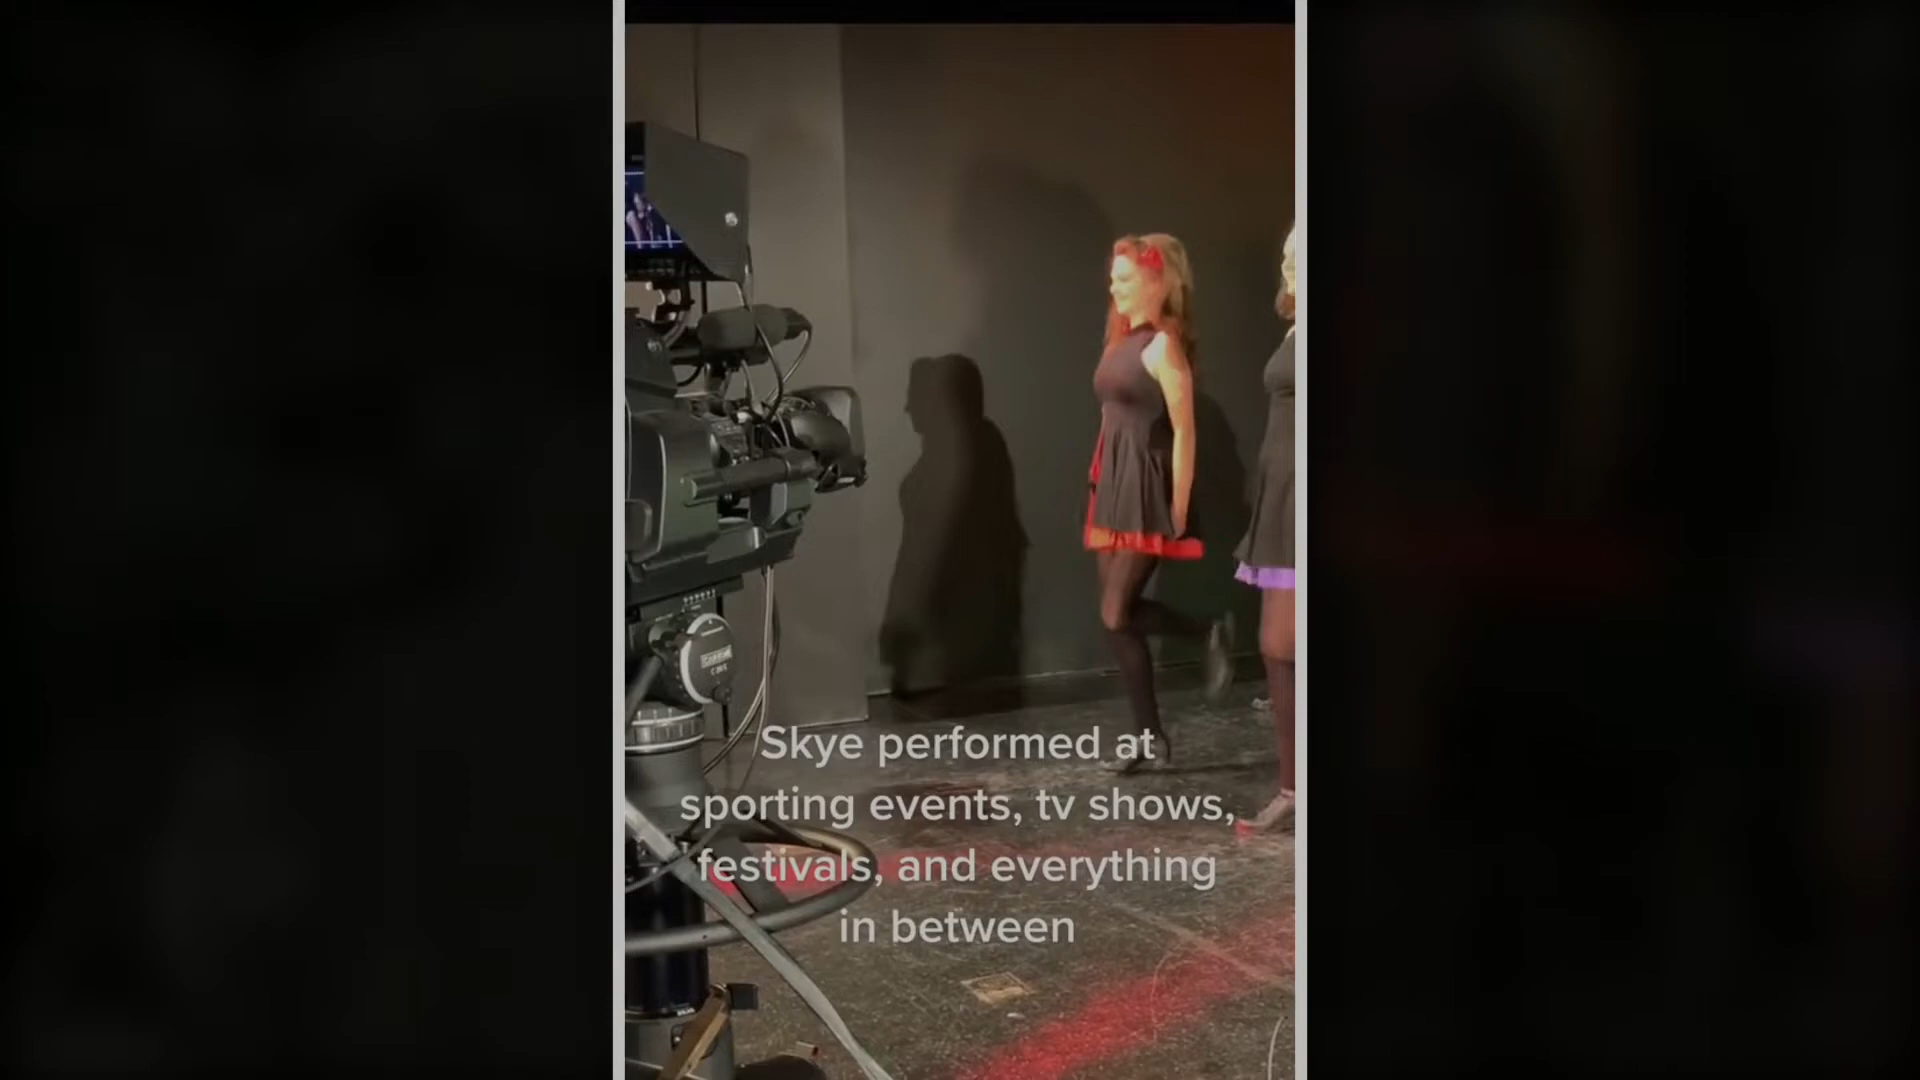 Skye performed at
sporting events, tv shows,
festivals, and everything
in between